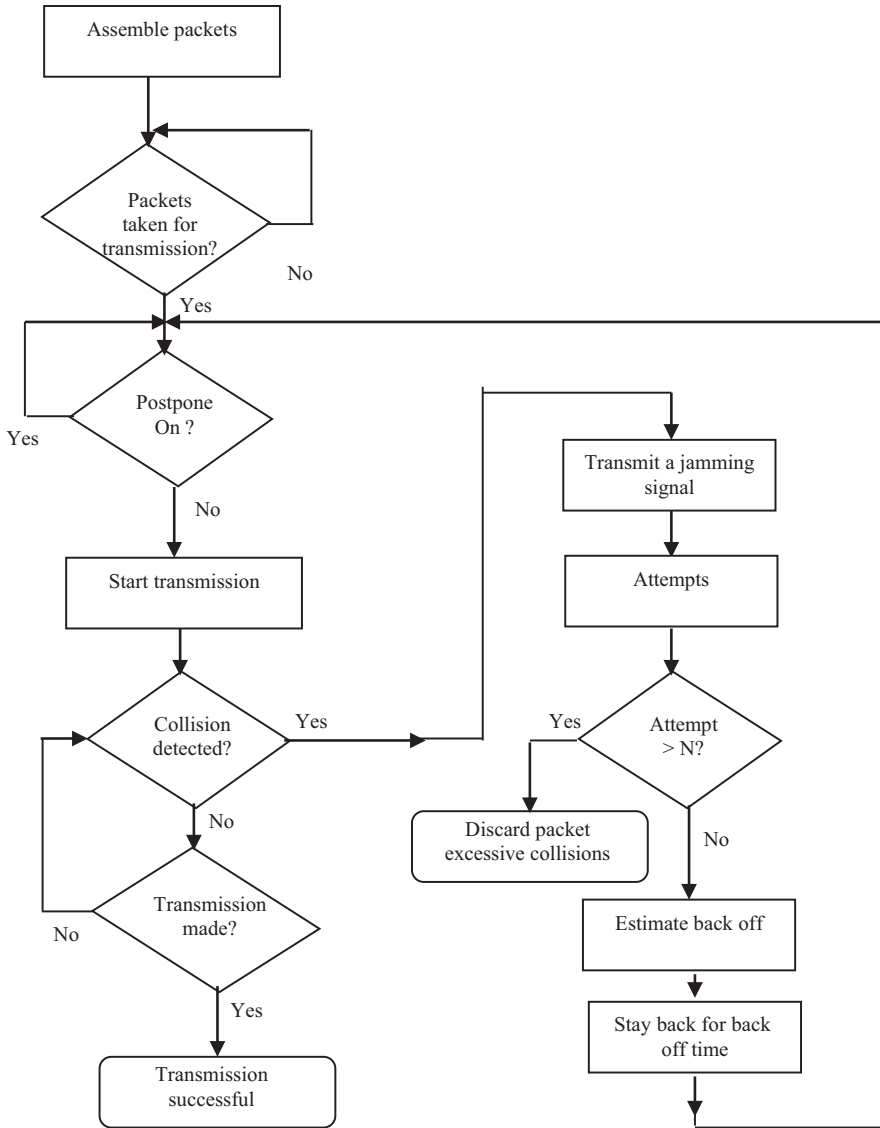 Assemble packets
Packets
taken for
transmission?
No
Yes
Postpone
On ?
Yes
No
Start transmission
Collision
detected?
Yes
No
Transmission
made?
No
Yes
Transmission
successful
Transmit a jamming
signal
Attempts
Attempt
> N?
Yes
Discard packet
excessive collisions
No
Estimate back off
Stay back for back
off time